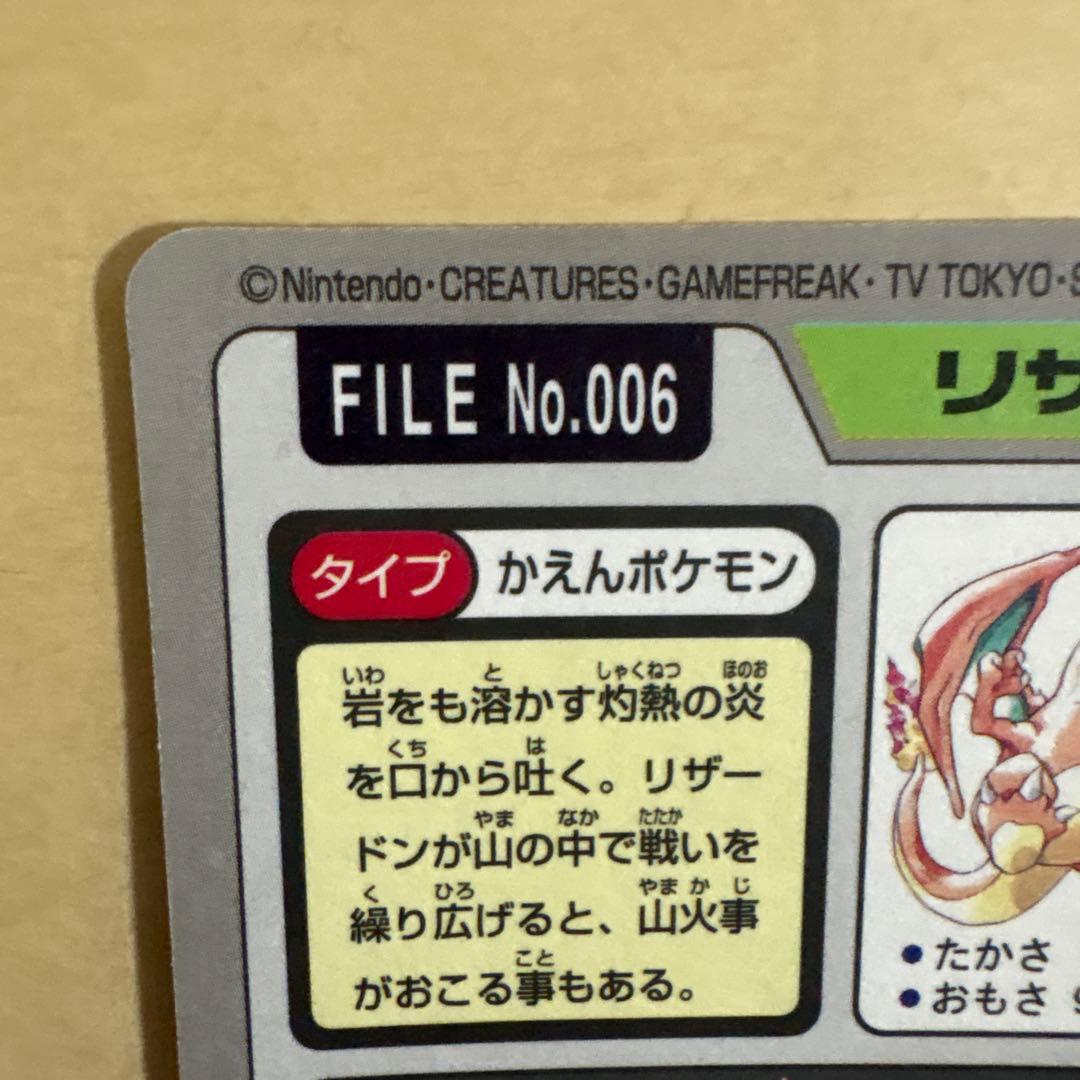 ©Nintendo・CREATURES・GAMEFREAK・TV TOKYO・S
FILE No.006
リザ
タイプ かえんポケモン
いわ と しゃくねつ ほのお
岩をも溶かす灼熱の炎
くち は
を口から吐く。リザー
やま なか たたか
ドンが山の中で戦いを
く ひろ やまかじ
繰り広げると、山火事
こと
がおこる事もある。
●たかさ
●おもさ 9